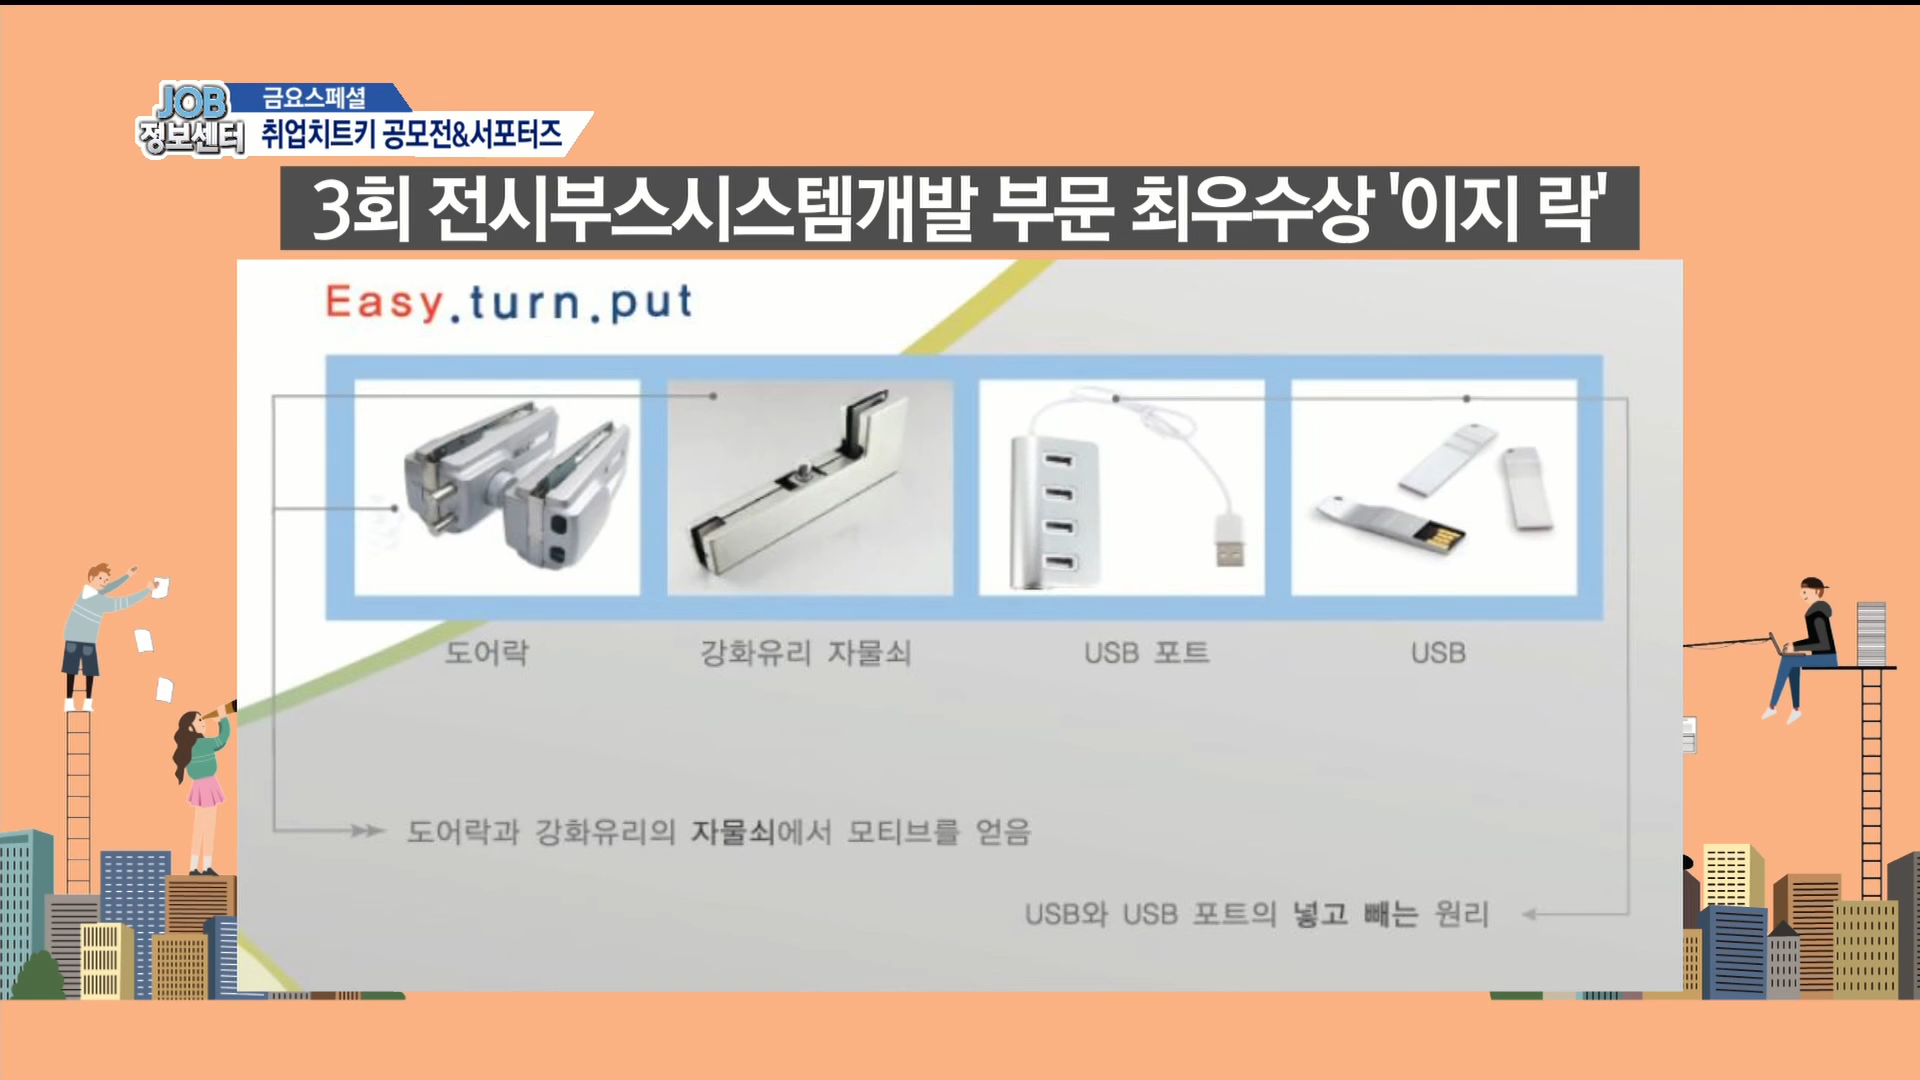 JOB
정보센터
금요스페셜
취업치트키 공모전&서포터즈
3회 전시부스시스템개발 부문 최우수상 '이지 락'
Easy.turn.put
도어락
강화유리 자물쇠
USB 포트
USB
도어락과 강화유리의 자물쇠에서 모티브를 얻음
USB와 USB 포트의 넣고 빼는 원리